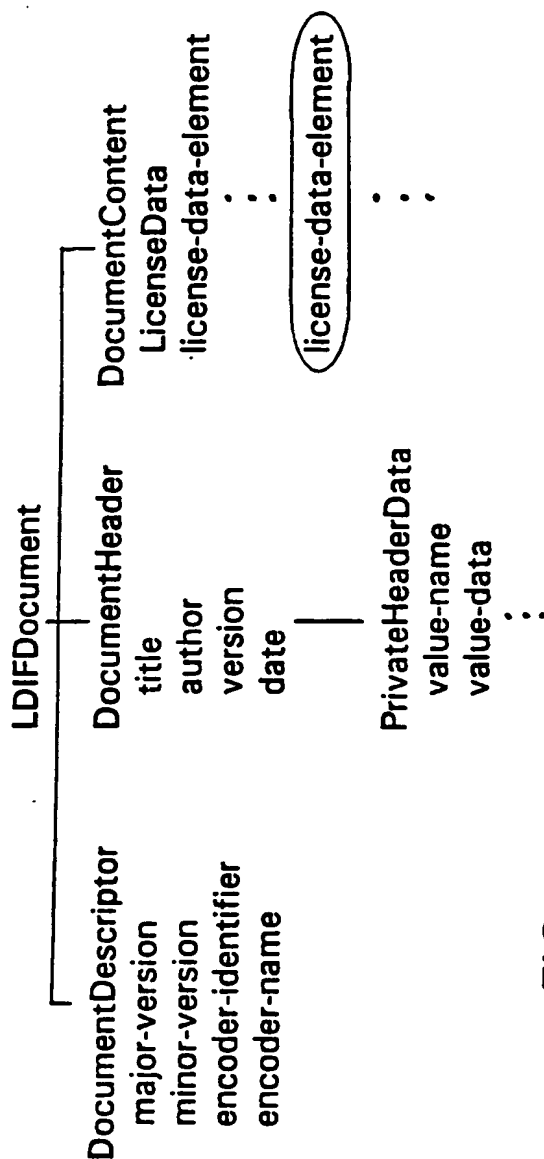 LDIFDocument
DocumentDescriptor
major-version
minor-version
encoder-identifier
encoder-name
DocumentHeader
title
author
version
date
PrivateHeaderData
value-name
value-data
DocumentContent
LicenseData
license-data-element
license-data-element